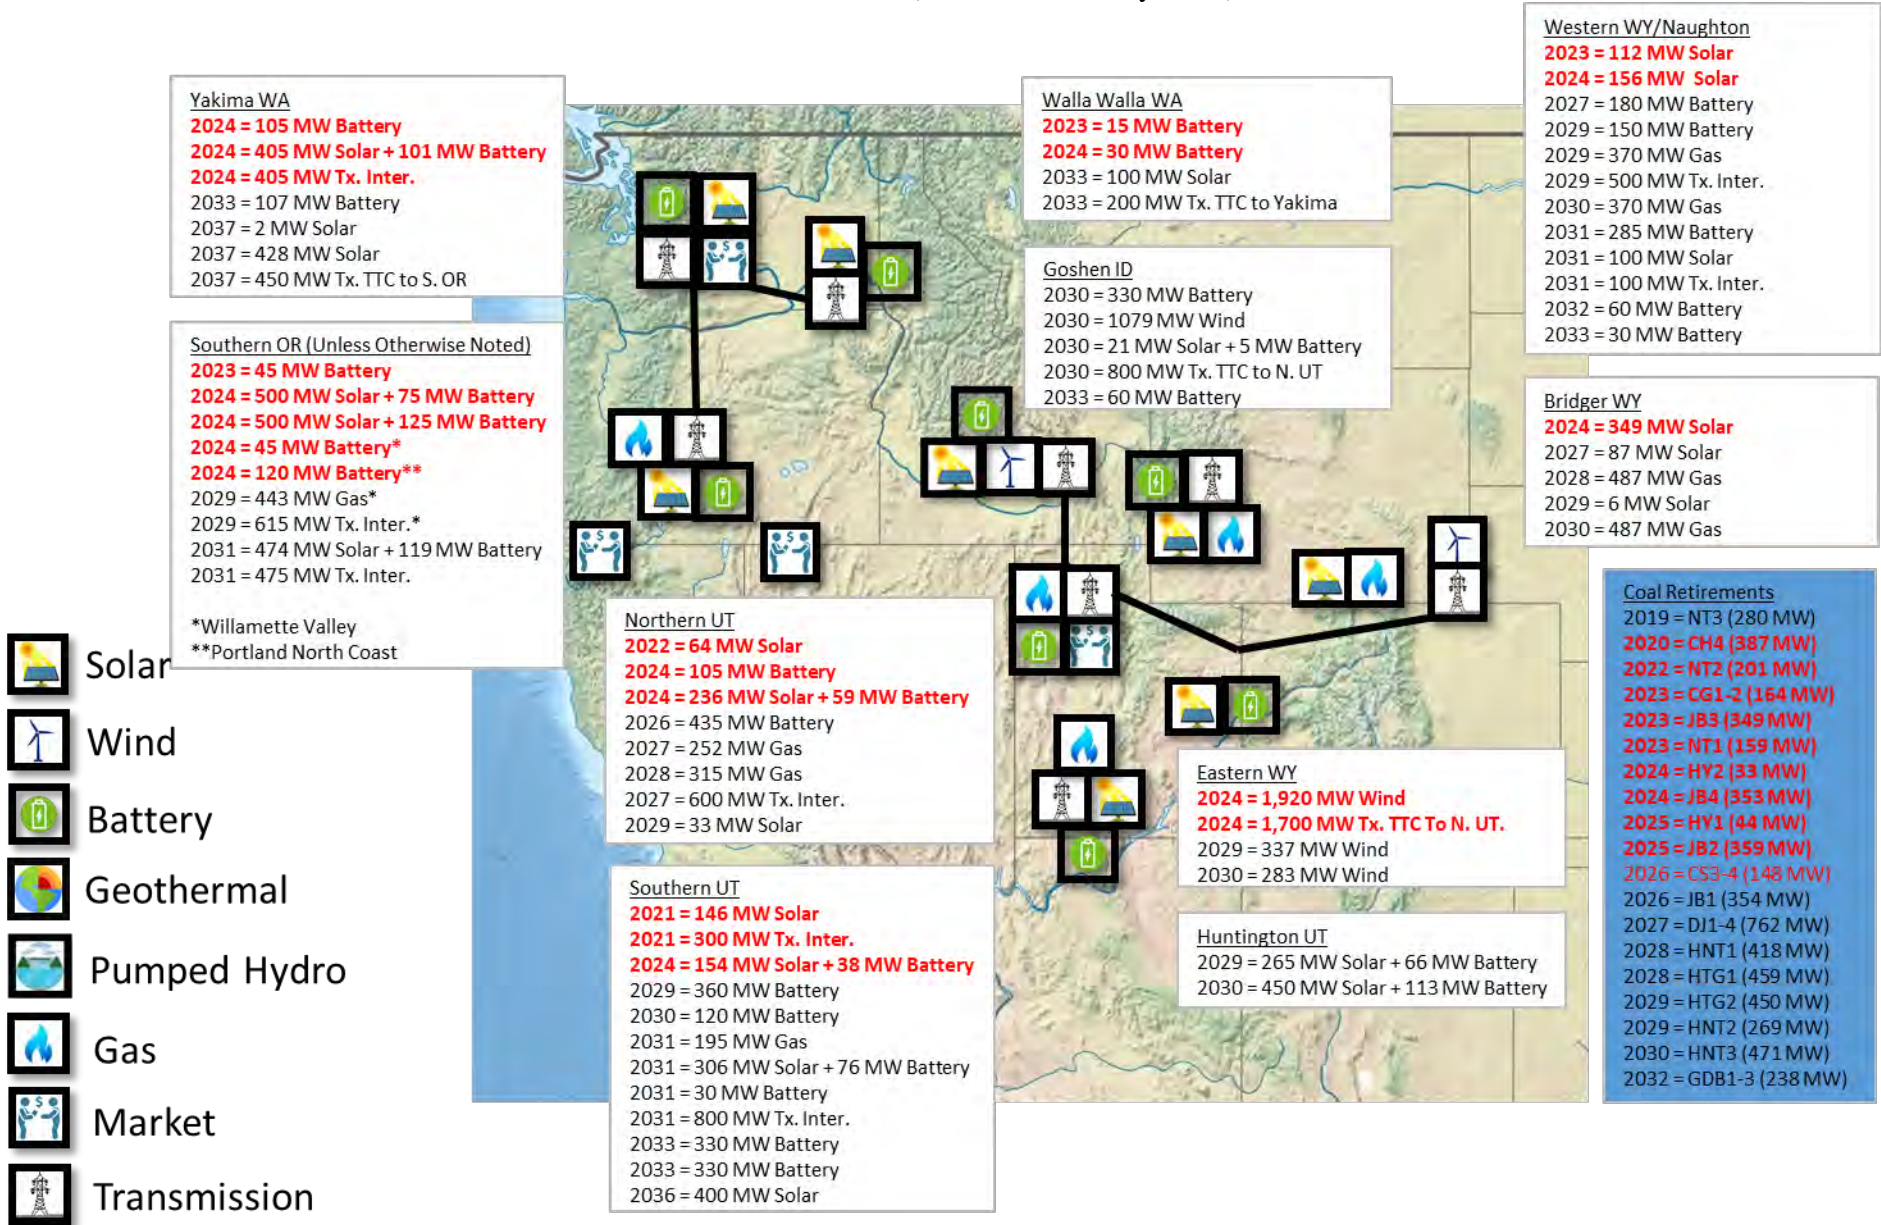 Yakima WA
2024 = 105 MW Battery
2024 = 405 MW Solar + 101 MW Battery
2024 = 405 MW Tx. Inter.
2033 = 107 MW Battery
2037 = 2 MW Solar
2037 = 428 MW Solar
2037 = 450 MW Tx. TTC to S. OR
Southern OR (Unless Otherwise Noted)
2023 = 45 MW Battery
2024 = 500 MW Solar + 75 MW Battery
2024 = 500 MW Solar + 125 MW Battery
2024 = 45 MW Battery*
2024 = 120 MW Battery**
2029 = 443 MW Gas*
2029 = 615 MW Tx. Inter.*
2031 = 474 MW Solar + 119 MW Battery
2031 = 475 MW Tx. Inter.
*Willamette Valley
**Portland North Coast
Walla Walla WA
2023 = 15 MW Battery
2024 = 30 MW Battery
2033 = 100 MW Solar
2033 = 200 MW Tx. TTC to Yakima
Goshen ID
2030 = 330 MW Battery
2030 = 1079 MW Wind
2030 = 21 MW Solar + 5 MW Battery
2030 = 800 MW Tx. TTC to N. UT
2033 = 60 MW Battery
Western WY/Naughton
2023 = 112 MW Solar
2024 = 156 MW Solar
2027 = 180 MW Battery
2029 = 150 MW Battery
2029 = 370 MW Gas
2029 = 500 MW Tx. Inter.
2030 = 370 MW Gas
2031 = 285 MW Battery
2031 = 100 MW Solar
2031 = 100 MW Tx. Inter.
2032 = 60 MW Battery
2033 = 30 MW Battery
Bridger WY
2024 = 349 MW Solar
2027 = 87 MW Solar
2028 = 487 MW Gas
2029 = 6 MW Solar
2030 = 487 MW Gas
Northern UT
2022 = 64 MW Solar
2024 = 105 MW Battery
2024 = 236 MW Solar + 59 MW Battery
2026 = 435 MW Battery
2027 = 252 MW Gas
2028 = 315 MW Gas
2027 = 600 MW Tx. Inter.
2029 = 33 MW Solar
Southern UT
2021 = 146 MW Solar
2021 = 300 MW Tx. Inter.
2024 = 154 MW Solar + 38 MW Battery
2029 = 360 MW Battery
2030 = 120 MW Battery
2031 = 195 MW Gas
2031 = 306 MW Solar + 76 MW Battery
2031 = 30 MW Battery
2031 = 800 MW Tx. Inter.
2033 = 330 MW Battery
2033 = 330 MW Battery
2036 = 400 MW Solar
Eastern WY
2024 = 1,920 MW Wind
2024 = 1,700 MW Tx. TTC To N. UT.
2029 = 337 MW Wind
2030 = 283 MW Wind
Huntington UT
2029 = 265 MW Solar + 66 MW Battery
2030 = 450 MW Solar + 113 MW Battery
Coal Retirements
2019 = NT3 (280 MW)
2020 = CH4 (387 MW)
2022 = NT2 (201 MW)
2023 = CG1-2 (164 MW)
2023 = JB3 (349 MW)
2023 = NT1 (159 MW)
2024 = HY2 (33 MW)
2024 = JB4 (353 MW)
2025 = HY1 (44 MW)
2025 = JB2 (359 MW)
2026 = CS3-4 (148 MW)
2026 = JB1 (354 MW)
2027 = DJ1-4 (762 MW)
2028 = HNT1 (418 MW)
2028 = HTG1 (459 MW)
2029 = HTG2 (450 MW)
2029 = HNT2 (269 MW)
2030 = HNT3 (471 MW)
2032 = GDB1-3 (238 MW)
Solar
Wind
Battery
Geothermal
Pumped Hydro
Gas
Market
Transmission